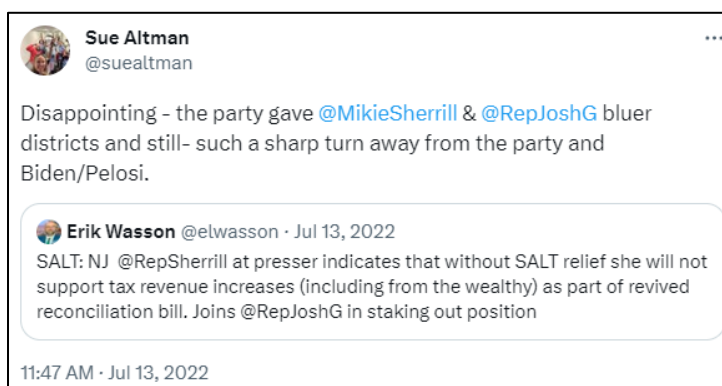 Sue Altman
@suealtman
Disappointing - the party gave @MikieSherrill & @RepJoshG bluer
districts and still- such a sharp turn away from the party and
Biden/Pelosi.
Erik Wasson @elwasson · Jul 13, 2022
SALT: NJ @RepSherrill at presser indicates that without SALT relief she will not
support tax revenue increases (including from the wealthy) as part of revived
reconciliation bill. Joins @RepJoshG in staking out position
11:47 AM · Jul 13, 2022